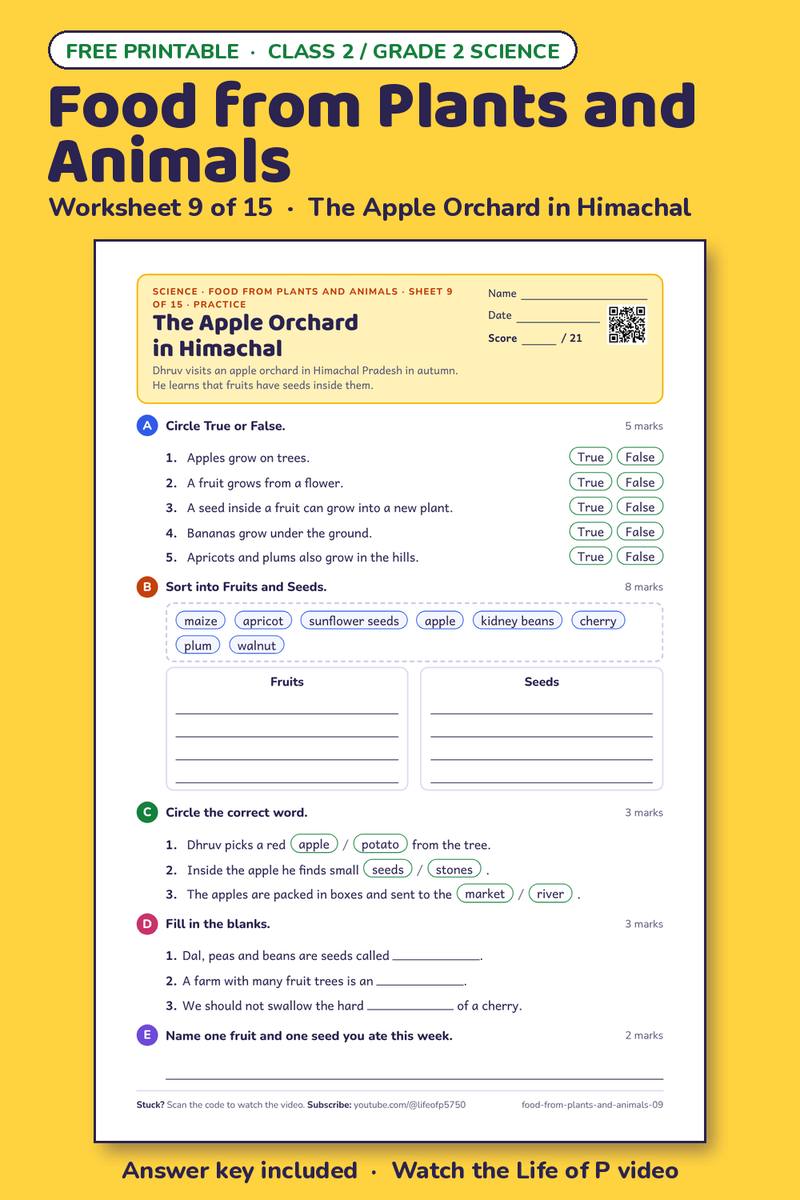 FREE PRINTABLE · CLASS 2 / GRADE 2 SCIENCE
Food from Plants and
Animals
Worksheet 9 of 15 · The Apple Orchard in Himachal
SCIENCE · FOOD FROM PLANTS AND ANIMALS · SHEET 9
OF 15 · PRACTICE
The Apple Orchard
in Himachal
Dhruv visits an apple orchard in Himachal Pradesh in autumn.
He learns that fruits have seeds inside them.
Name
Date
Score / 21
A Circle True or False. 5 marks
1. Apples grow on trees. True False
2. A fruit grows from a flower. True False
3. A seed inside a fruit can grow into a new plant. True False
4. Bananas grow under the ground. True False
5. Apricots and plums also grow in the hills. True False
B Sort into Fruits and Seeds. 8 marks
maize apricot sunflower seeds apple kidney beans cherry
plum walnut
Fruits Seeds
C Circle the correct word. 3 marks
1. Dhruv picks a red apple / potato from the tree.
2. Inside the apple he finds small seeds / stones .
3. The apples are packed in boxes and sent to the market / river .
D Fill in the blanks. 3 marks
1. Dal, peas and beans are seeds called ____________.
2. A farm with many fruit trees is an ____________.
3. We should not swallow the hard ____________ of a cherry.
E Name one fruit and one seed you ate this week. 2 marks
Stuck? Scan the code to watch the video. Subscribe: youtube.com/@lifeofp5750 food-from-plants-and-animals-09
Answer key included · Watch the Life of P video